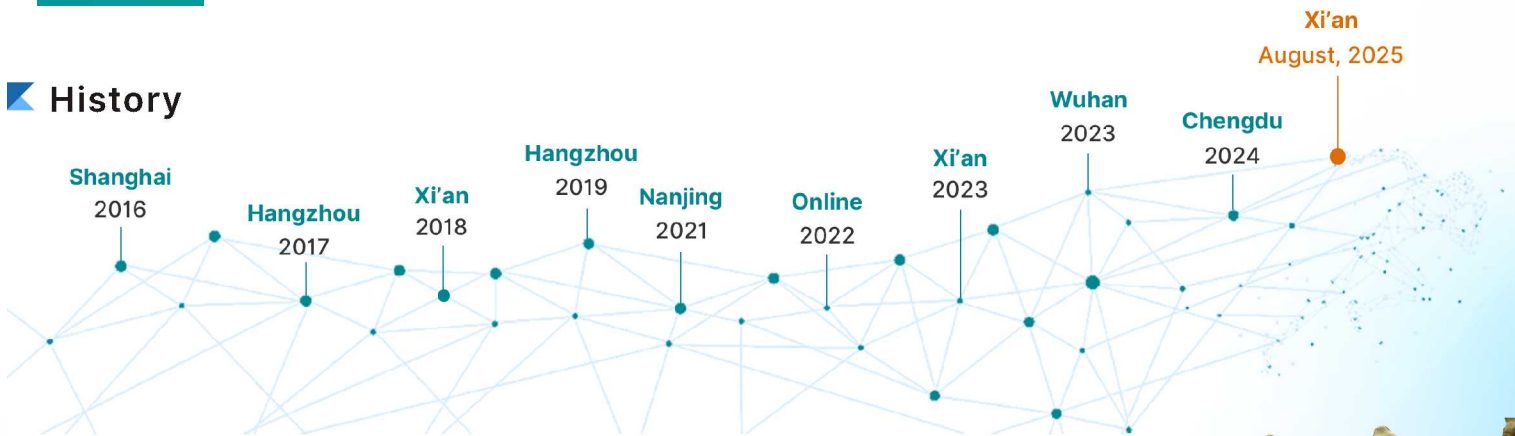 History
Shanghai
2016
Hangzhou
2017
Xi'an
2018
Hangzhou
2019
Nanjing
2021
Online
2022
Xi'an
2023
Wuhan
2023
Chengdu
2024
Xi'an
August, 2025